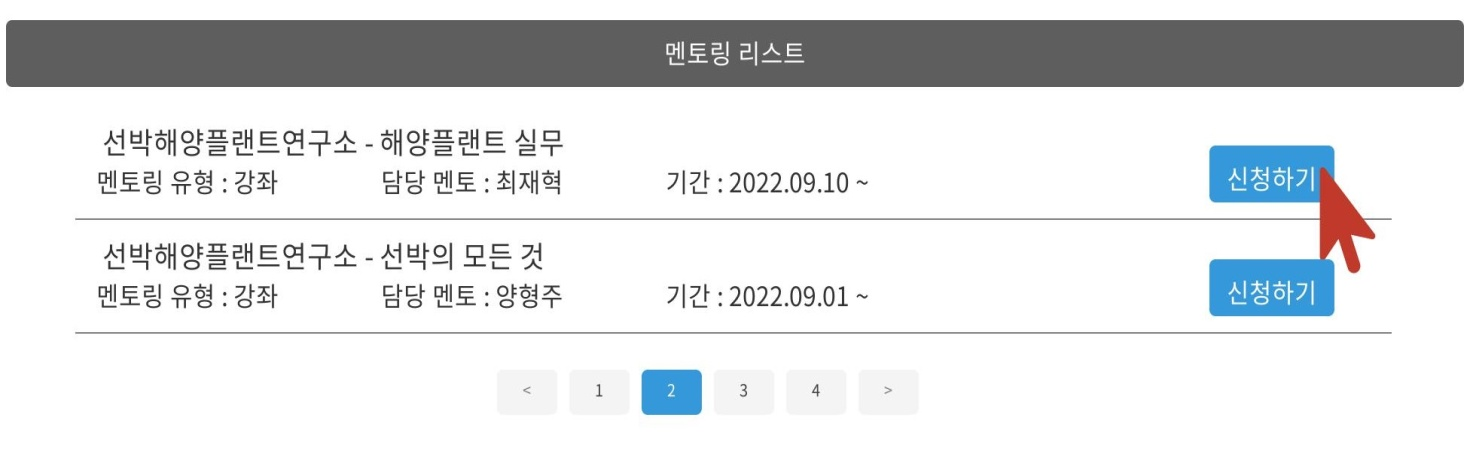 멘토링 리스트
선박해양플랜트연구소 - 해양플랜트 실무
멘토링 유형 : 강좌 담당 멘토 : 최재혁 기간 : 2022.09.10 ~ 신청하기
선박해양플랜트연구소 - 선박의 모든 것
멘토링 유형 : 강좌 담당 멘토 : 양형주 기간 : 2022.09.01 ~ 신청하기
< 1 2 3 4 >